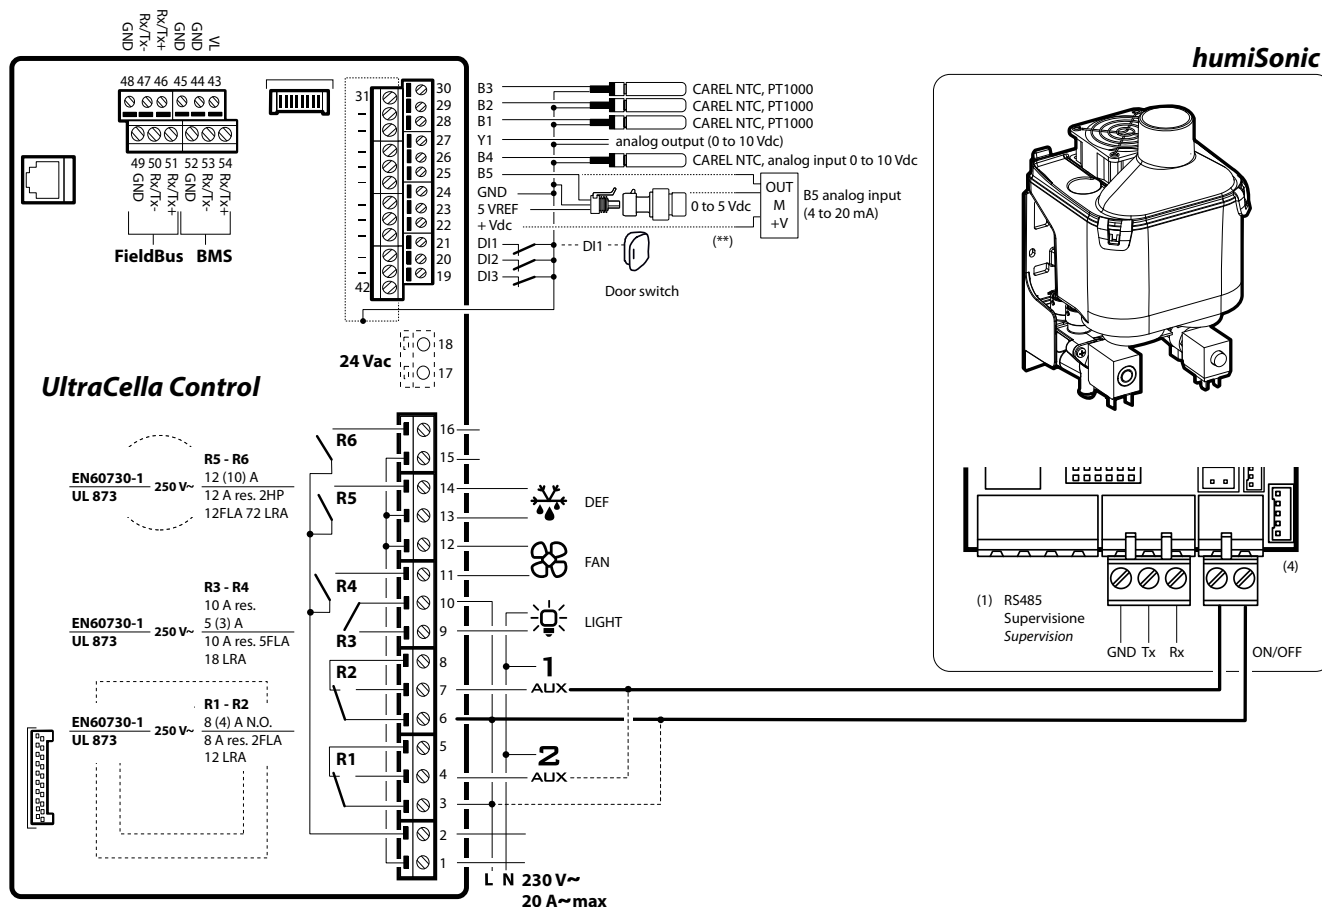 GND
Rx/Tx-
Rx/Tx+
GND
GND
VL
48 47 46 45 44 43
49 50 51 52 53 54
GND
Rx/Tx-
Rx/Tx+
GND
Rx/Tx-
Rx/Tx+
FieldBus BMS
31
42
30 B3 CAREL NTC, PT1000
29 B2 CAREL NTC, PT1000
28 B1 CAREL NTC, PT1000
27 Y1 analog output (0 to 10 Vdc)
26 B4 CAREL NTC, analog input 0 to 10 Vdc
25 B5
24 GND
23 5 VREF 0 to 5 Vdc
22 + Vdc
OUT
M
+V
B5 analog input
(4 to 20 mA)
(**)
21 DI1 DI1
20 DI2
19 DI3
Door switch
24 Vac
18
17
UltraCella Control
R6
R5
R4
R3
R2
R1
R5 - R6
EN60730-1
UL 873
250 V~
12 (10) A
12 A res. 2HP
12FLA 72 LRA
R3 - R4
EN60730-1
UL 873
250 V~
10 A res.
5 (3) A
10 A res. 5FLA
18 LRA
R1 - R2
EN60730-1
UL 873
250 V~
8 (4) A N.O.
8 A res. 2FLA
12 LRA
16
15
14
13
12
11
10
9
8
7
6
5
4
3
2
1
DEF
FAN
LIGHT
1
AUX
2
AUX
L N 230 V~
20 A~max
humiSonic
(4)
(1) RS485
Supervisione
Supervision
GND Tx Rx
ON/OFF